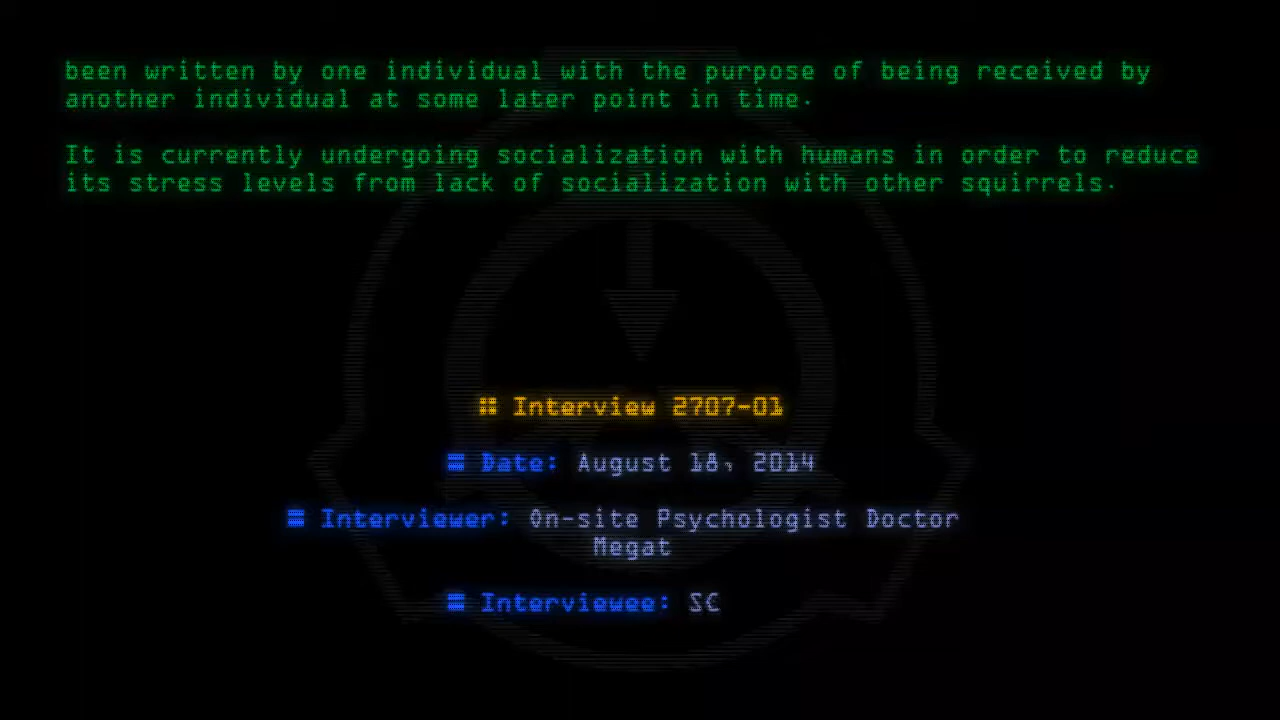 been written by one individual with the purpose of being received by
another individual at some later point in time.
It is currently undergoing socialization with humans in order to reduce
its stress levels from lack of socialization with other squirrels.
⠿ Interview 2707-01
≡ Date: August 18, 2014
≡ Interviewer: On-site Psychologist Doctor
Megat
≡ Interviewee: SC